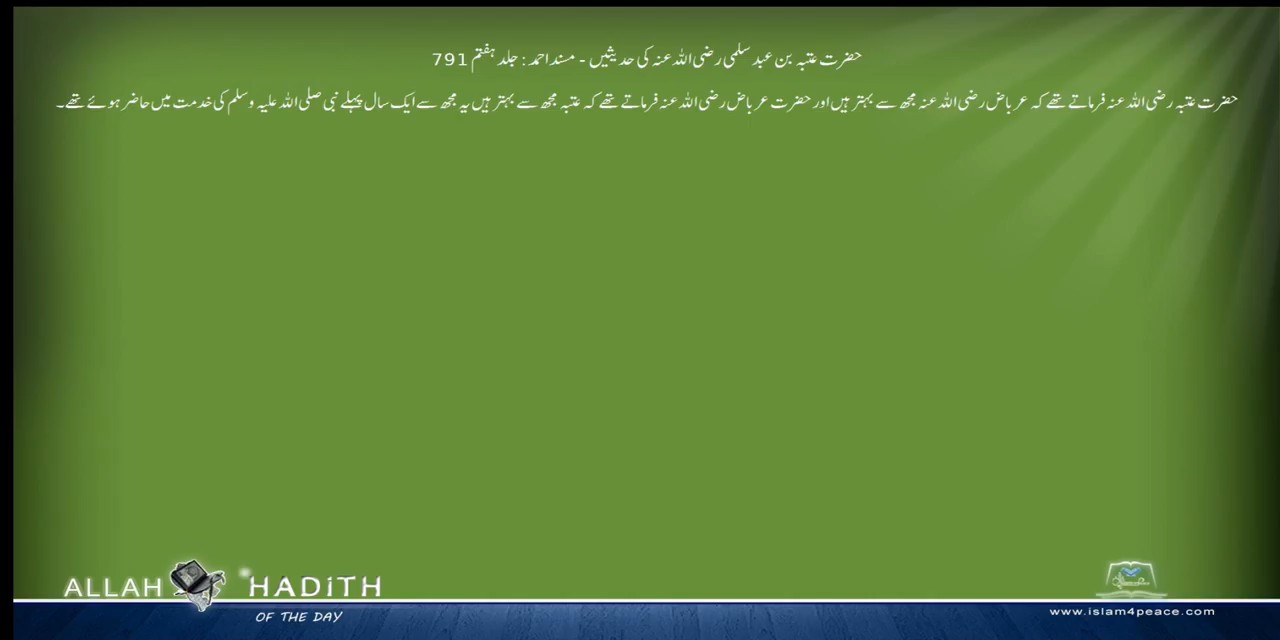 حضرت عتبہ بن عبد سلمی رضی اللہ عنہ کی حدیثیں - مسند احمد : جلد ہفتم 791
حضرت عتبہ رضی اللہ عنہ فرماتے تھے کہ عرباض رضی اللہ عنہ مجھ سے بہتر ہیں اور حضرت عرباض رضی اللہ عنہ فرماتے تھے کہ عتبہ مجھ سے بہتر ہیں یہ مجھ سے ایک سال پہلے نبی صلی اللہ علیہ وسلم کی خدمت میں حاضر ہوئے تھے۔
ALLAH HADITH
OF THE DAY
www.islam4peace.com